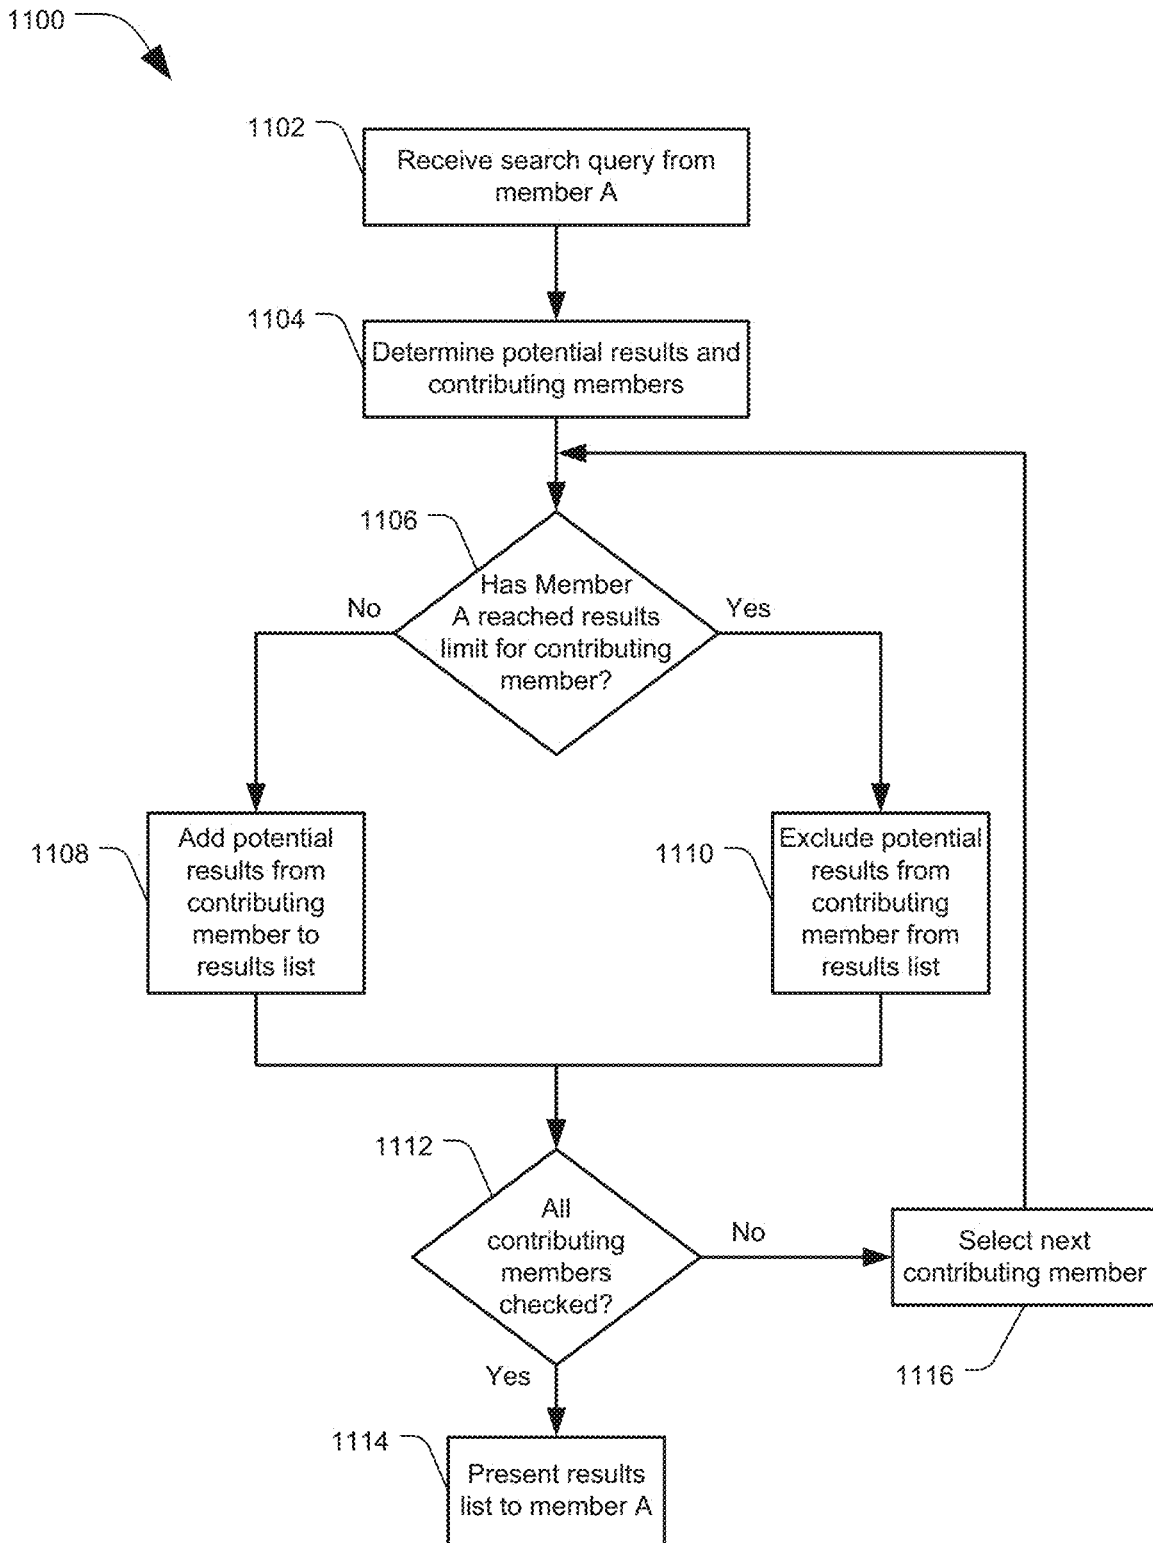 1100
1102
Receive search query from
member A
1104
Determine potential results and
contributing members
1106
Has Member
A reached results
limit for contributing
member?
No
Yes
1108
Add potential
results from
contributing
member to
results list
1110
Exclude potential
results from
contributing
member from
results list
1112
All
contributing
members
checked?
No
Select next
contributing member
1116
Yes
1114
Present results
list to member A